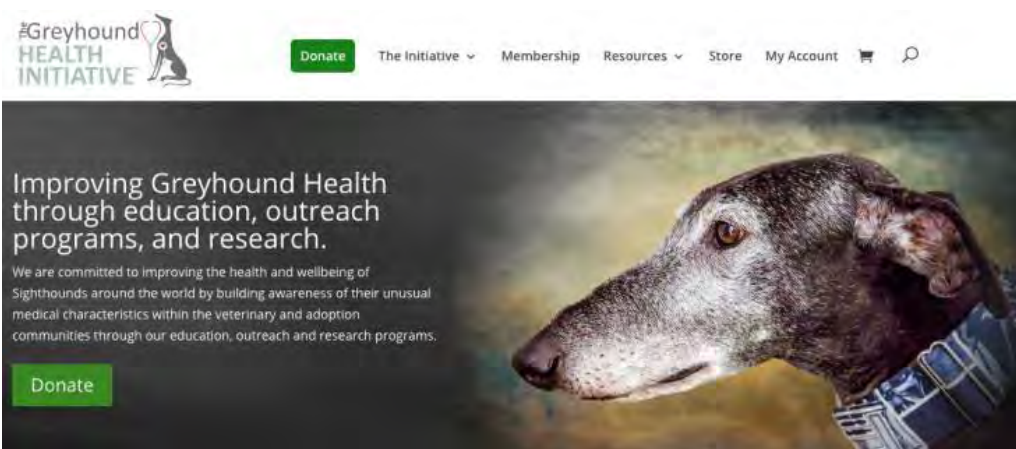 The Greyhound
HEALTH
INITIATIVE
Donate
The Initiative
Membership
Resources
Store
My Account
Improving Greyhound Health
through education, outreach
programs, and research.
We are committed to improving the health and wellbeing of
Sighthounds around the world by building awareness of their unusual
medical characteristics within the veterinary and adoption
communities through our education, outreach and research programs.
Donate